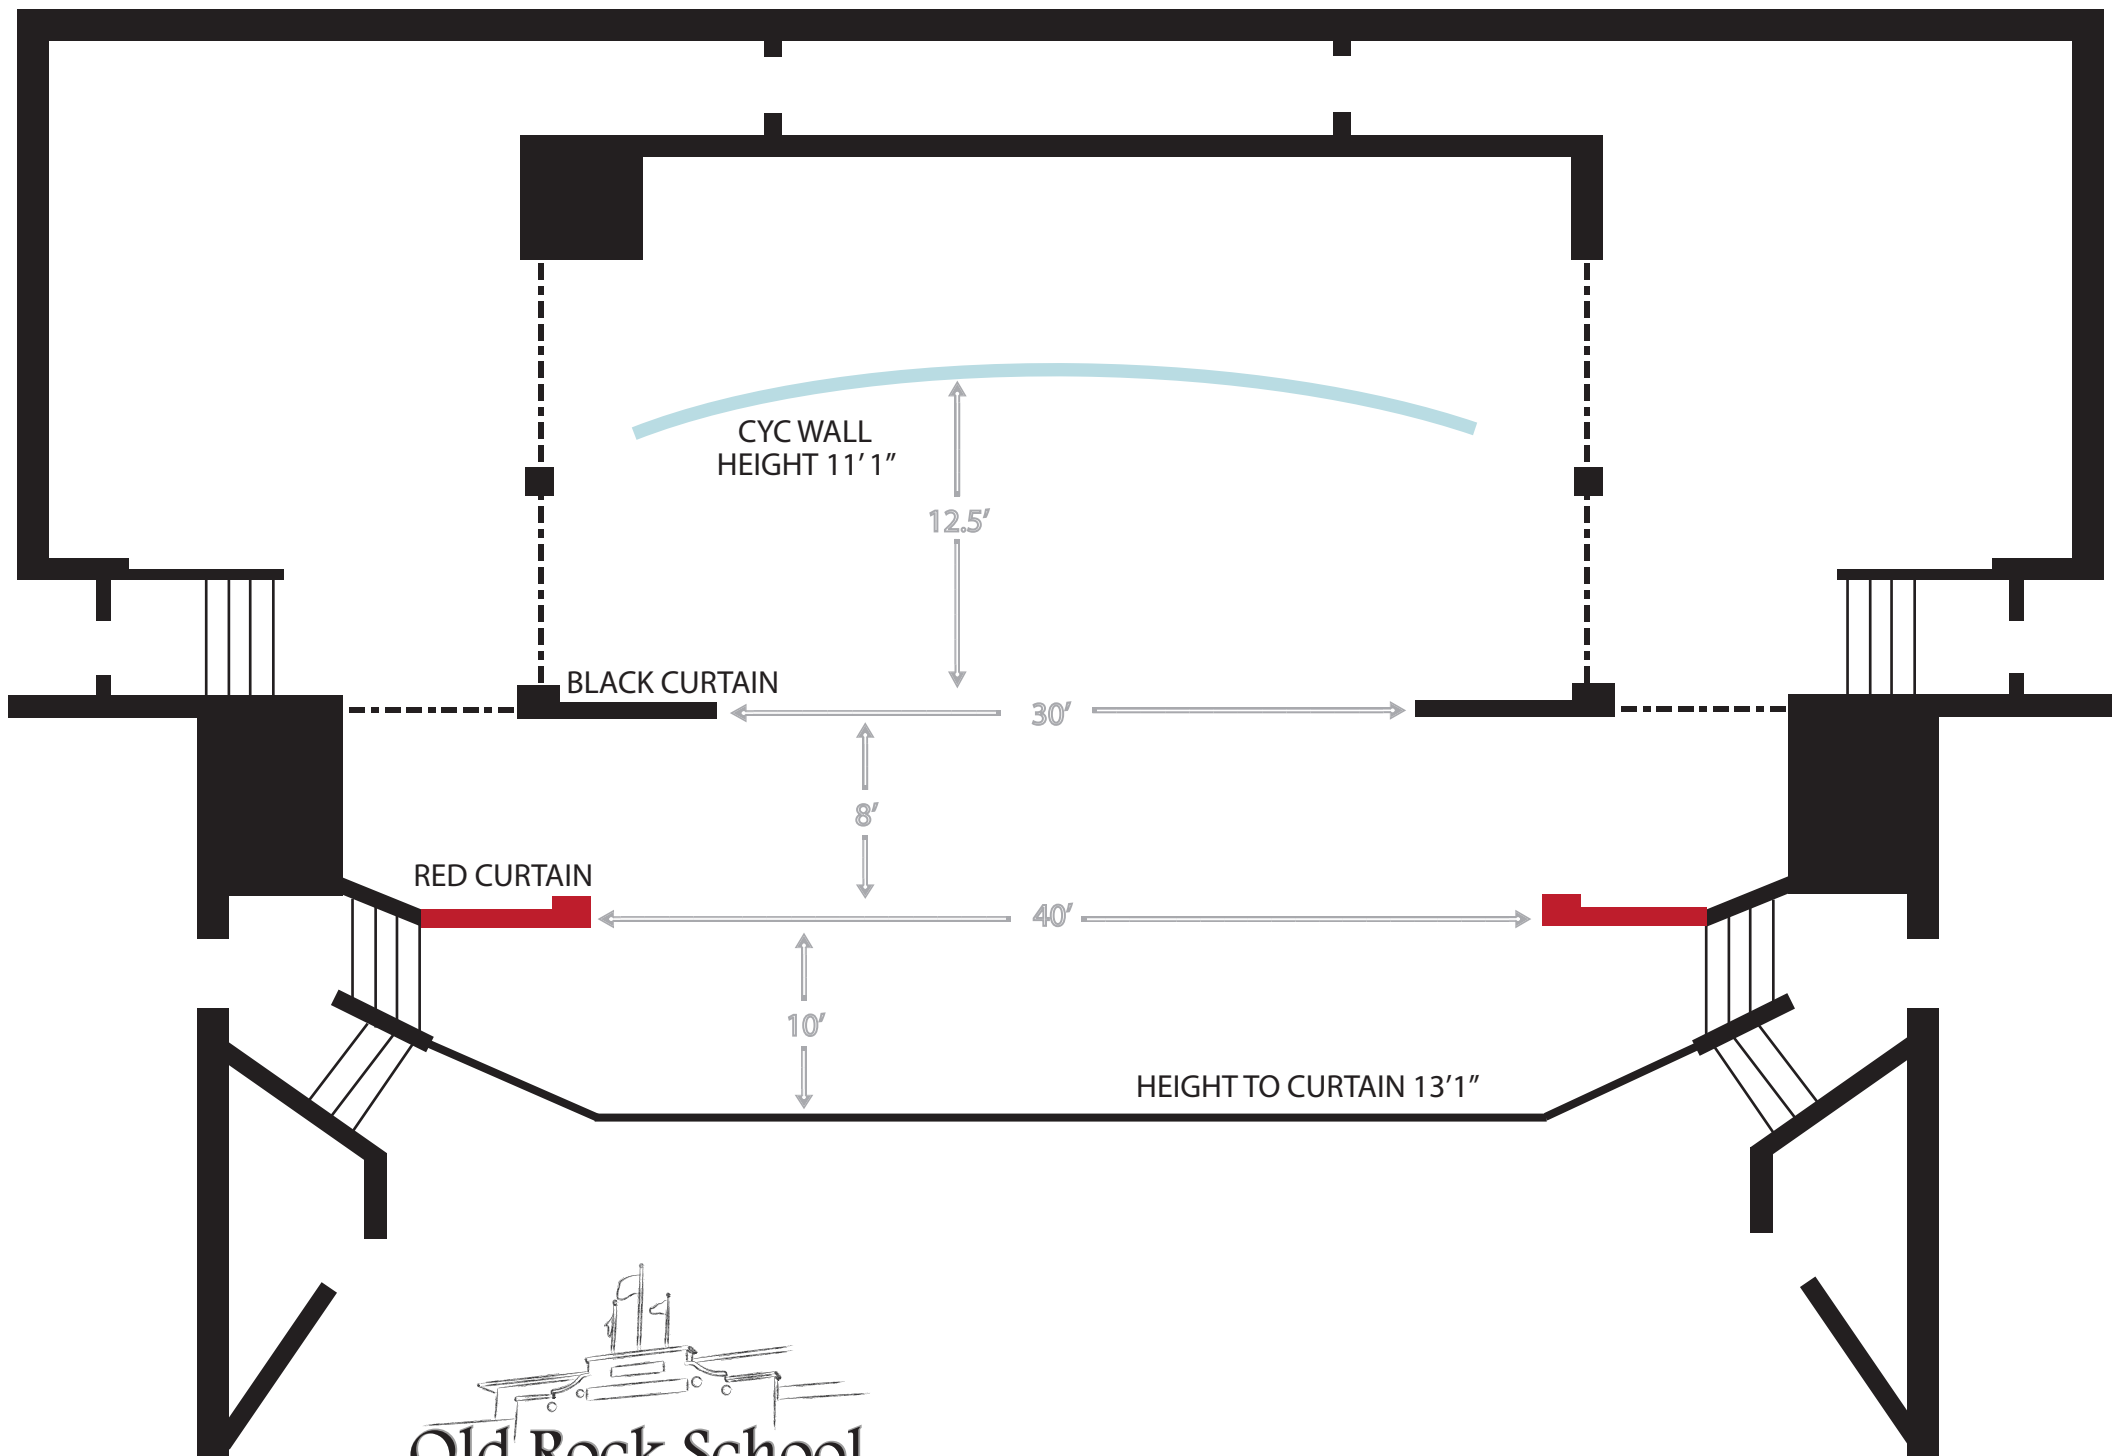 CYC WALL
HEIGHT 11’ 1”
12.5’
BLACK CURTAIN
30’
8’
RED CURTAIN
40’
10’
HEIGHT TO CURTAIN 13’1”
Old Rock School